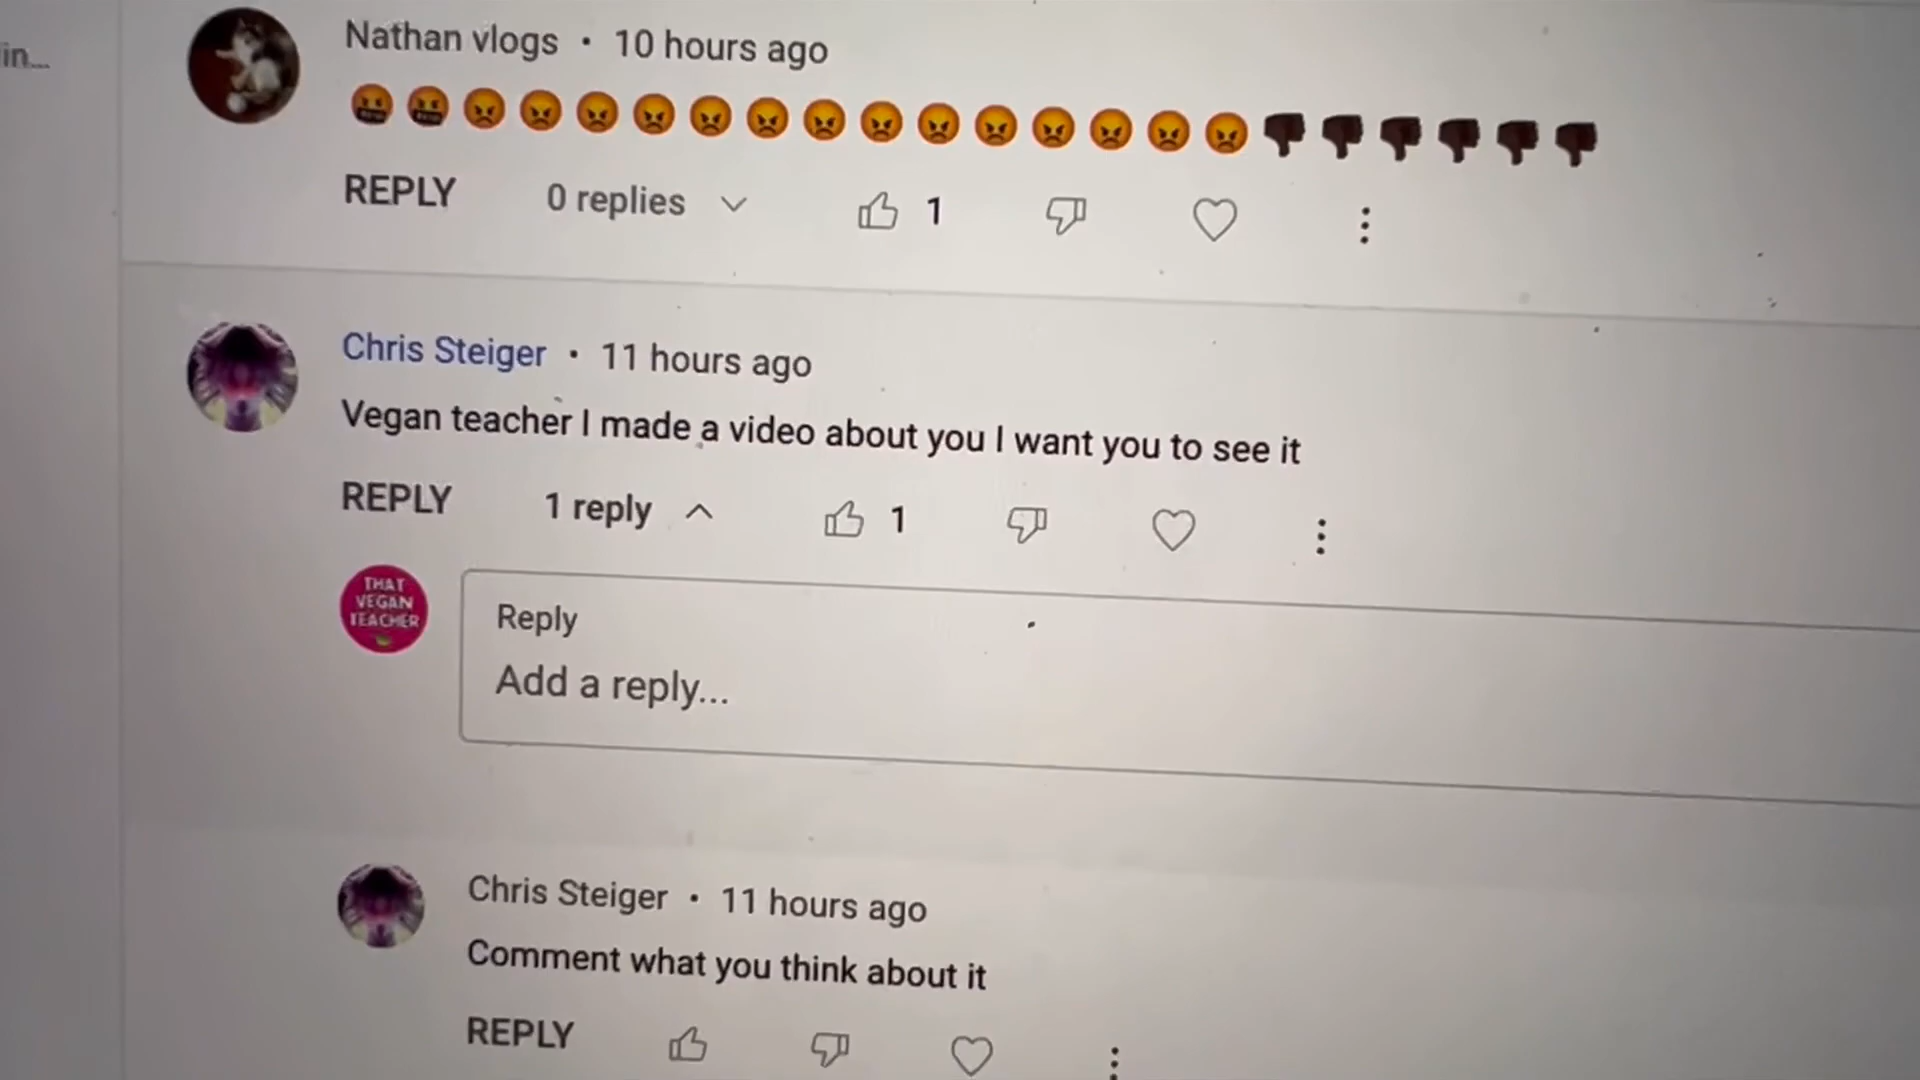 in...
Nathan vlogs • 10 hours ago
🤬🤬😡😡😡😡😡😡😡😡😡😡😡😡😡😡👎🏿👎🏿👎🏿👎🏿👎🏿👎🏿
REPLY 0 replies 1
Chris Steiger • 11 hours ago
Vegan teacher I made a video about you I want you to see it
REPLY 1 reply 1
THAT
VEGAN
TEACHER
Reply
Add a reply...
Chris Steiger • 11 hours ago
Comment what you think about it
REPLY